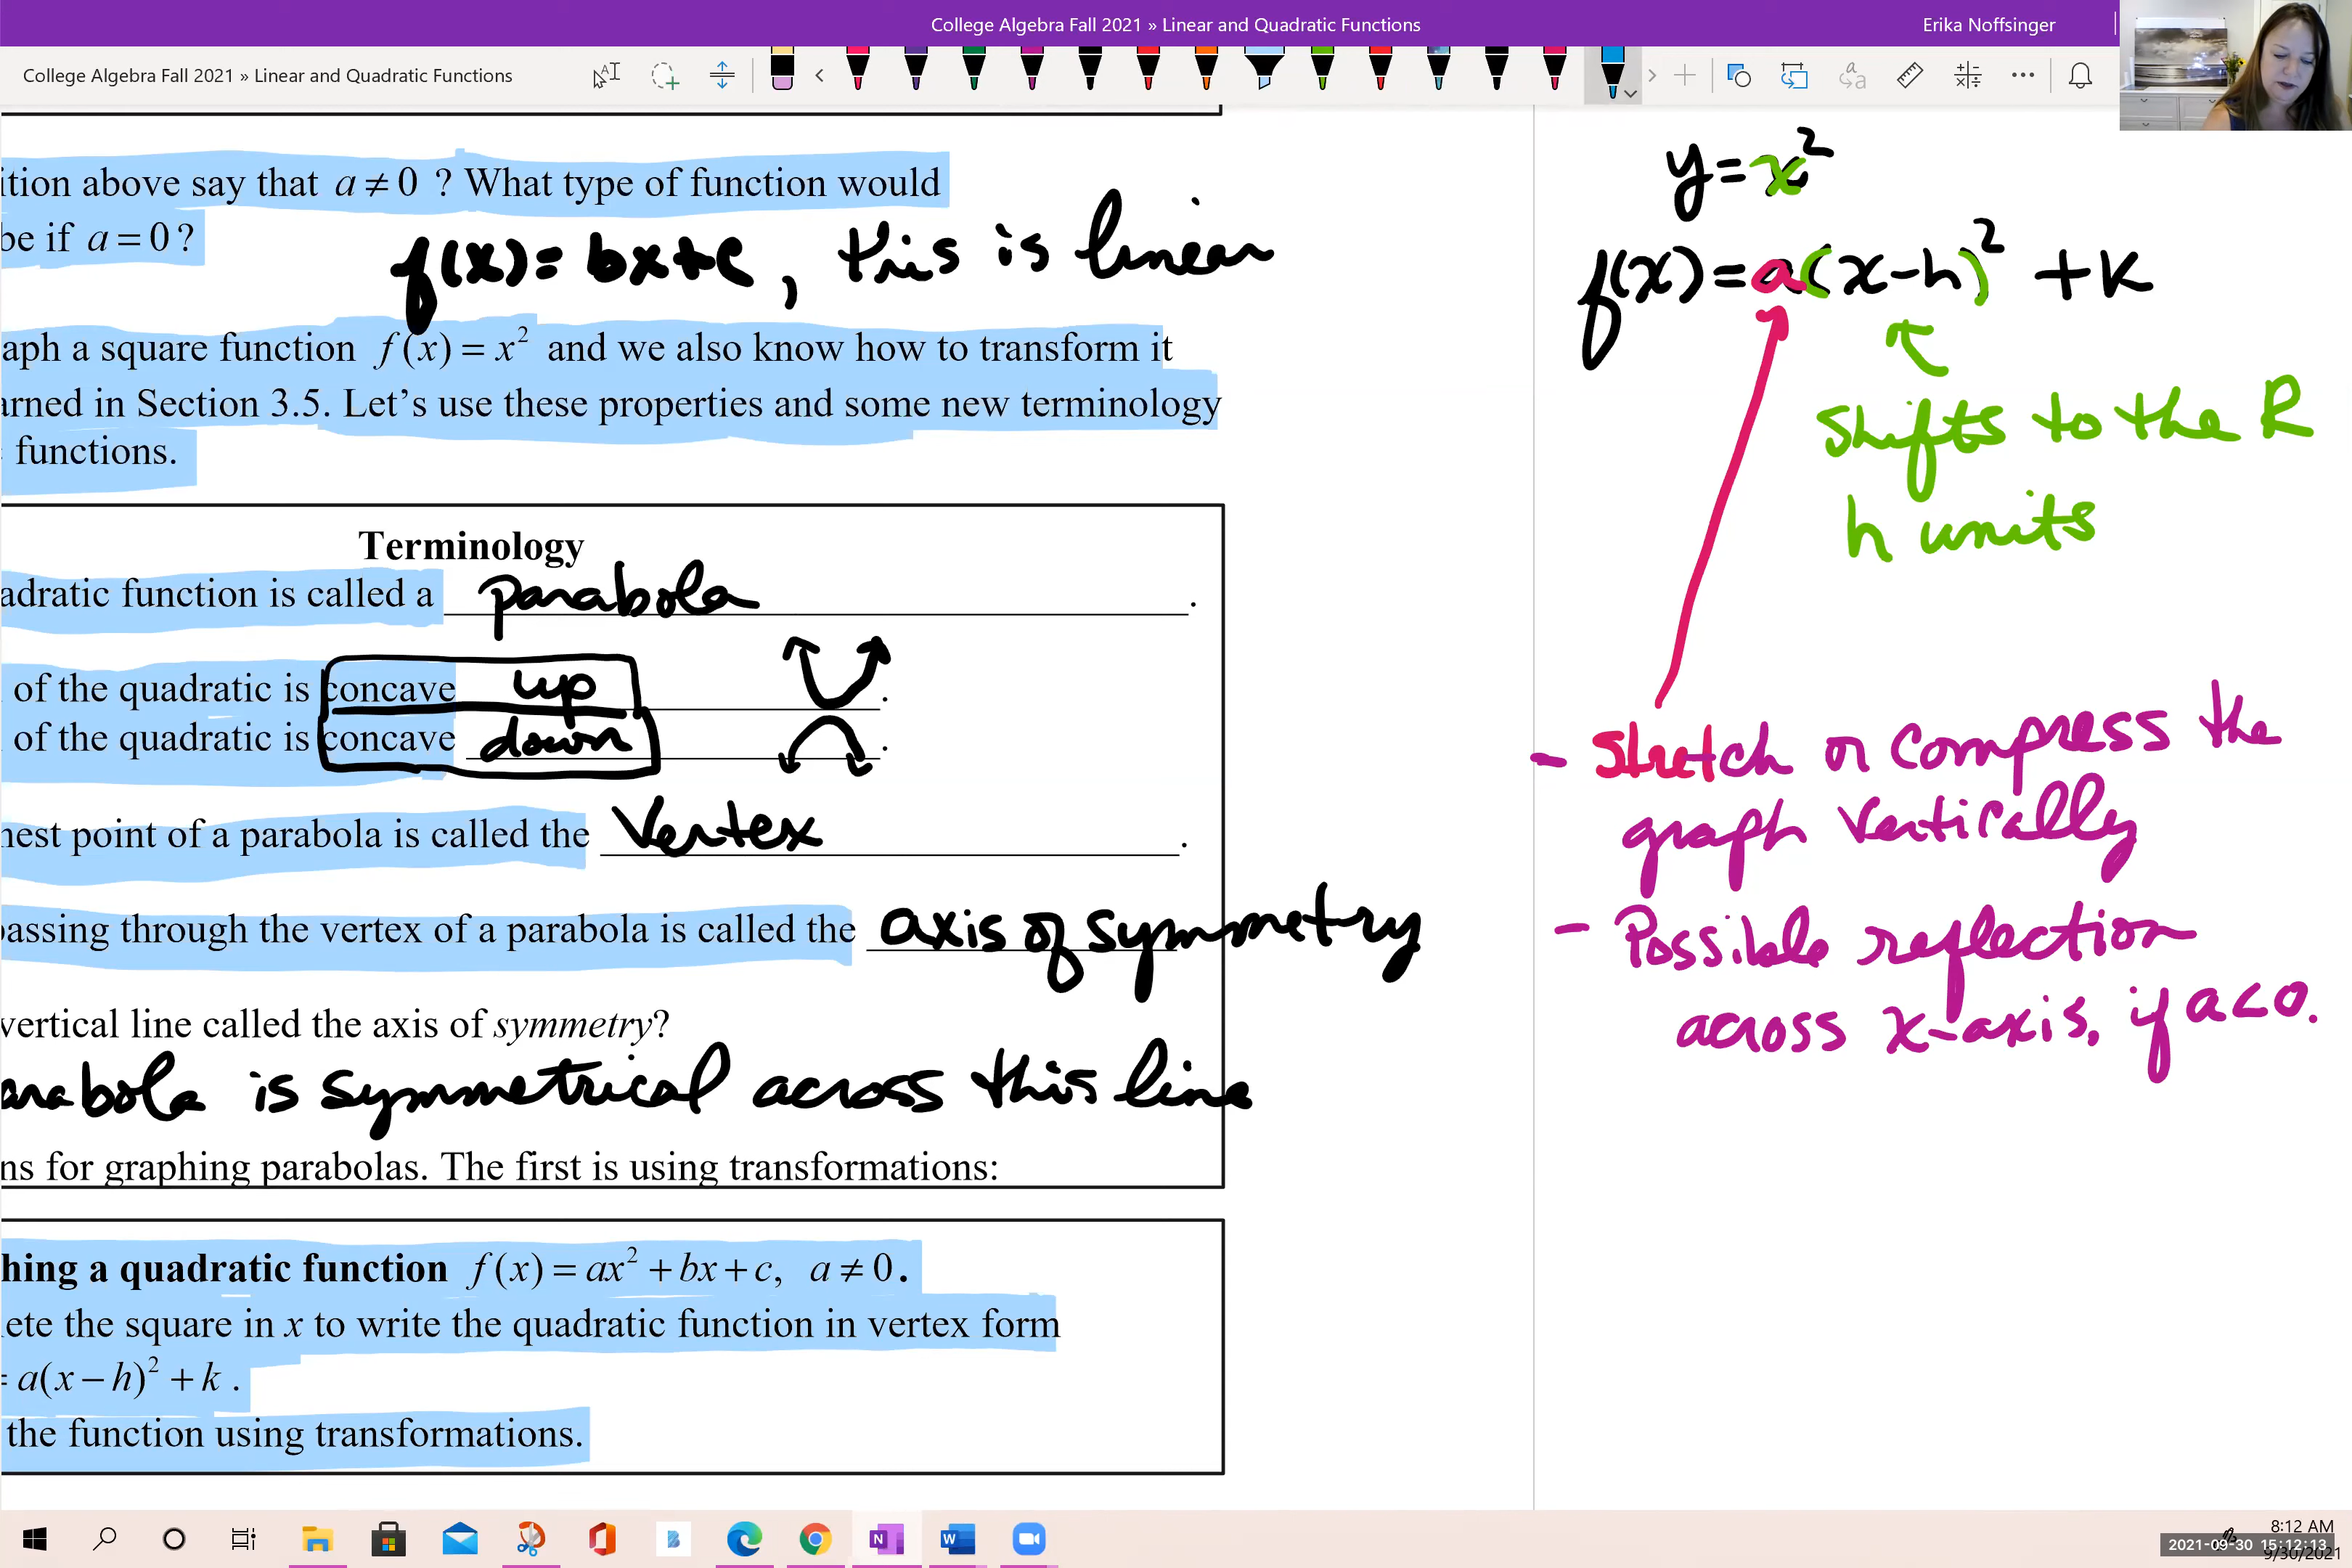 College Algebra Fall 2021 » Linear and Quadratic Functions
Erika Noffsinger
College Algebra Fall 2021 » Linear and Quadratic Functions
ition above say that a ≠ 0 ? What type of function would
be if a = 0 ?
f(x) = bx + c , this is linear
aph a square function f(x) = x² and we also know how to transform it
arned in Section 3.5. Let's use these properties and some new terminology
functions.
Terminology
adratic function is called a parabola .
of the quadratic is concave up .
of the quadratic is concave down .
hest point of a parabola is called the vertex .
passing through the vertex of a parabola is called the axis of symmetry
vertical line called the axis of symmetry?
arabola is symmetrical across this line
ns for graphing parabolas. The first is using transformations:
hing a quadratic function f(x) = ax² + bx + c, a ≠ 0.
lete the square in x to write the quadratic function in vertex form
= a(x − h)² + k .
the function using transformations.
y = x²
f(x) = a(x-h)² + k
shifts to the R
h units
- Stretch or compress the
graph vertically
- Possible reflection
across x-axis, if a<0.
8:12 AM
2021-09-30 15:12:13
9/30/2021